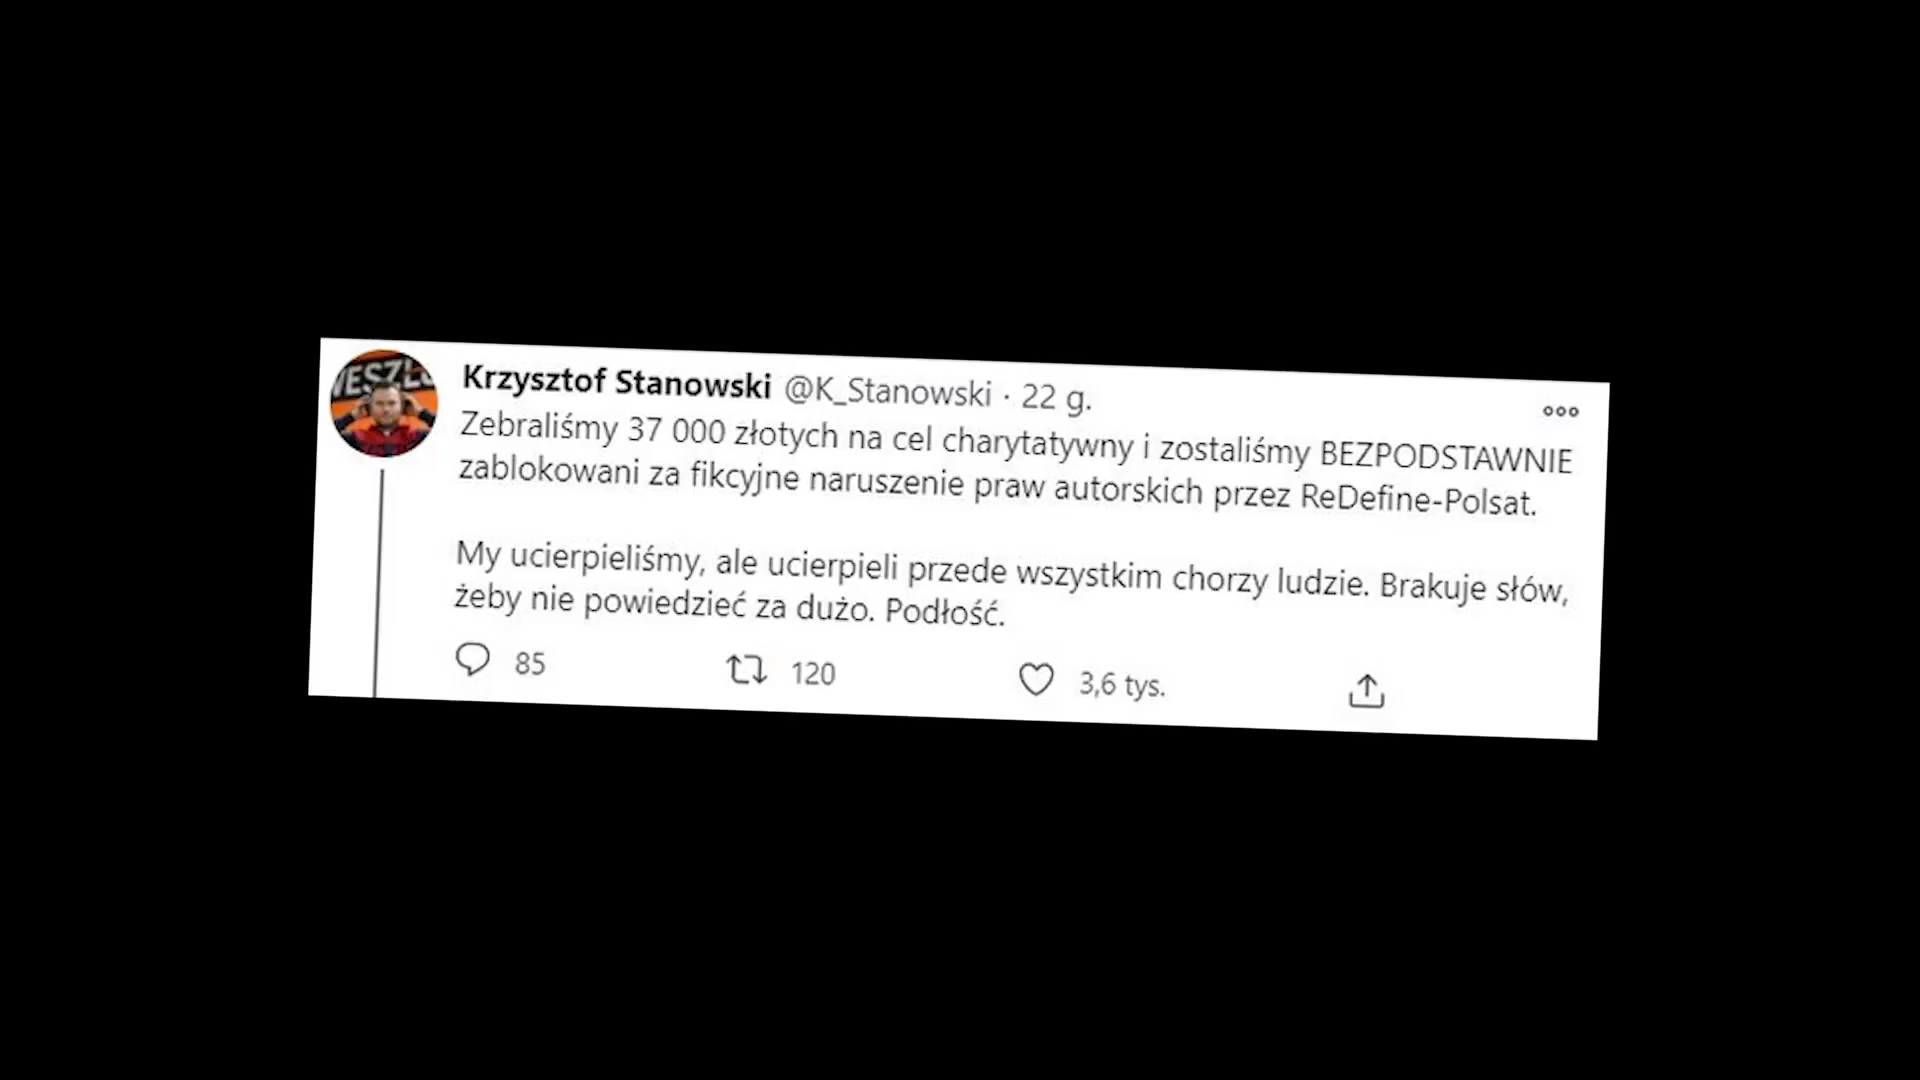 WESZŁ
Krzysztof Stanowski @K_Stanowski · 22 g.
Zebraliśmy 37 000 złotych na cel charytatywny i zostaliśmy BEZPODSTAWNIE
zablokowani za fikcyjne naruszenie praw autorskich przez ReDefine-Polsat.
My ucierpieliśmy, ale ucierpieli przede wszystkim chorzy ludzie. Brakuje słów,
żeby nie powiedzieć za dużo. Podłość.
85 120 3,6 tys.